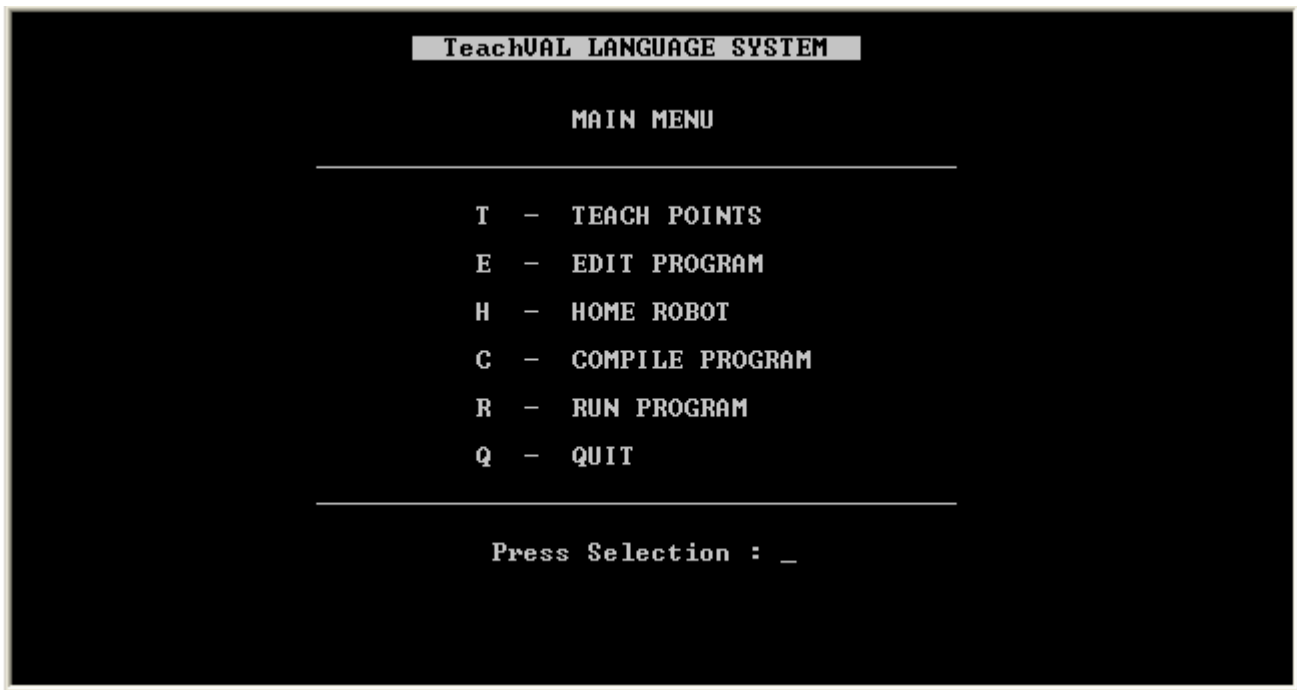 TeachVAL LANGUAGE SYSTEM
MAIN MENU
T - TEACH POINTS
E - EDIT PROGRAM
H - HOME ROBOT
C - COMPILE PROGRAM
R - RUN PROGRAM
Q - QUIT
Press Selection : _